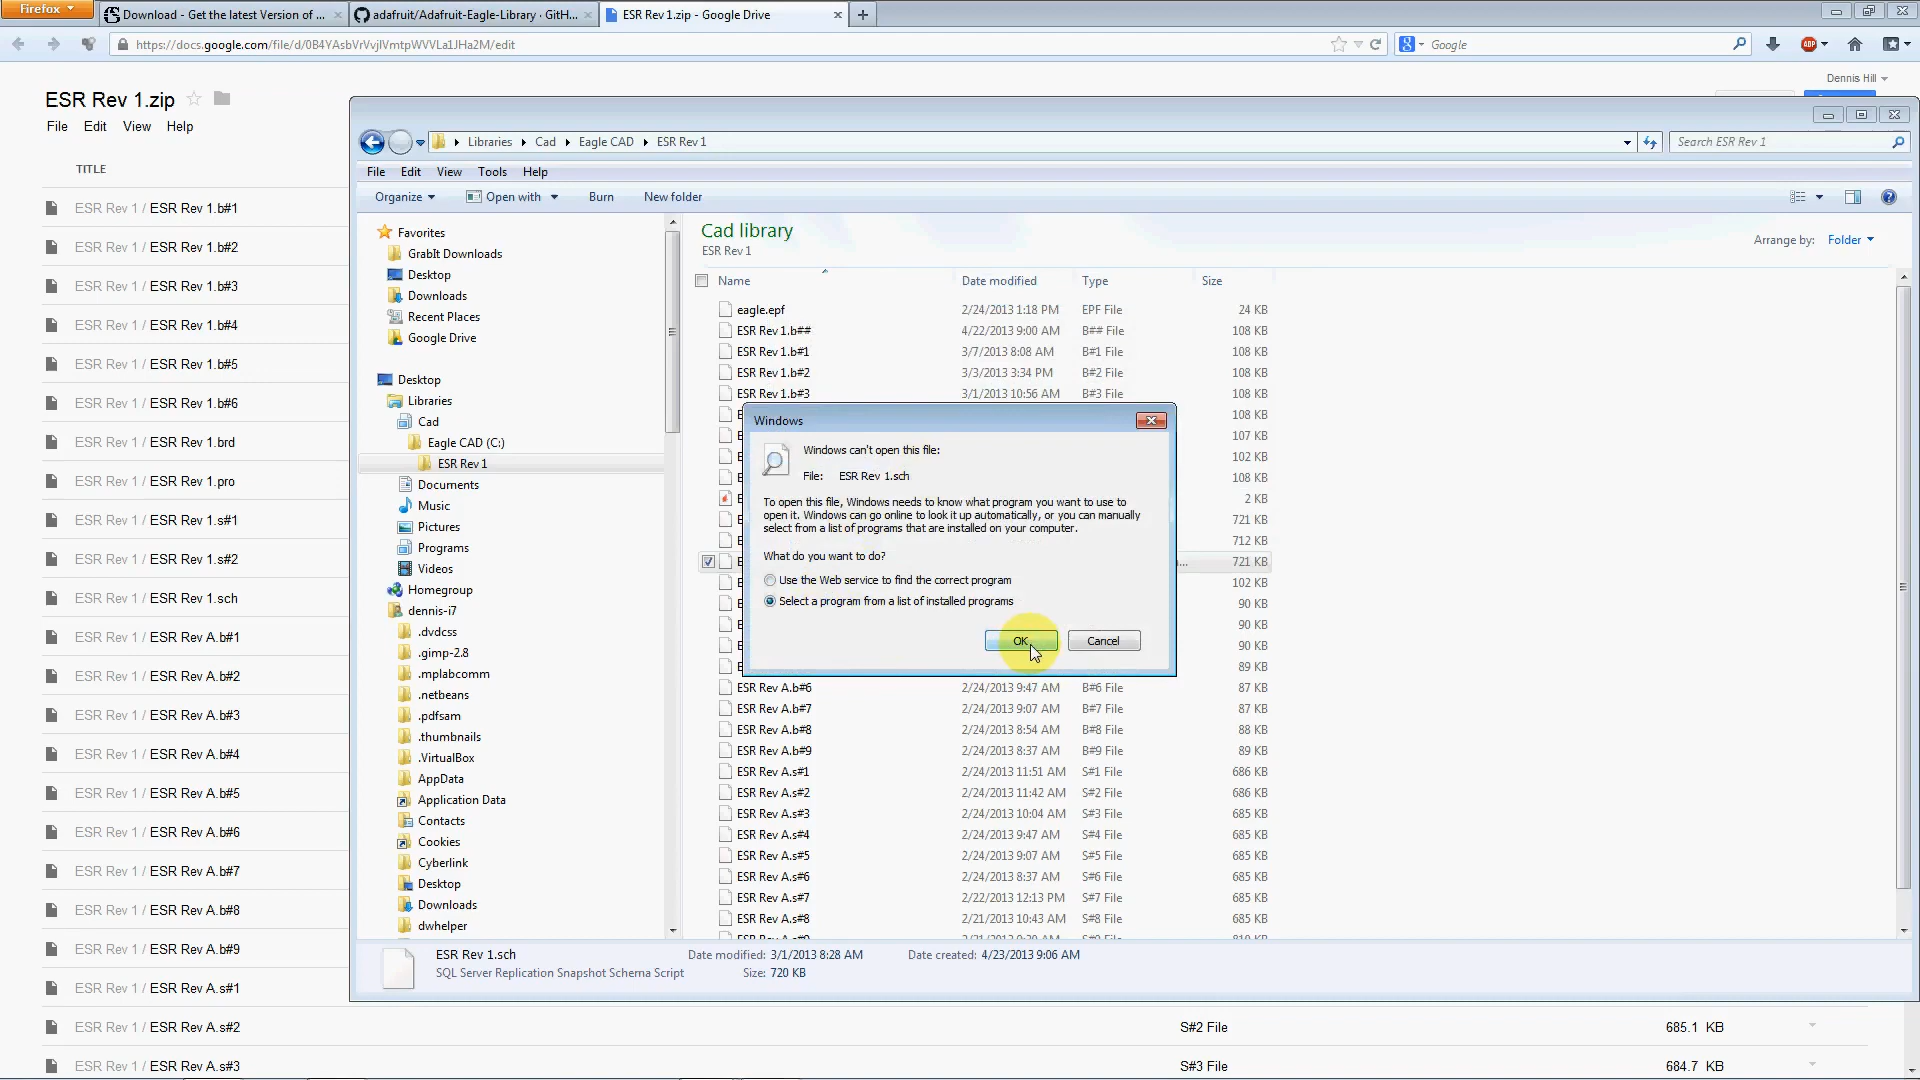 Firefox
Download - Get the latest Version of ...
adafruit/Adafruit-Eagle-Library · GitH...
ESR Rev 1.zip - Google Drive
https://docs.google.com/file/d/0B4YAsbVrVvjIVmtpWVVLa1JHa2M/edit
Google
ABP
Dennis Hill
ESR Rev 1.zip
File Edit View Help
TITLE
ESR Rev 1 / ESR Rev 1.b#1
ESR Rev 1 / ESR Rev 1.b#2
ESR Rev 1 / ESR Rev 1.b#3
ESR Rev 1 / ESR Rev 1.b#4
ESR Rev 1 / ESR Rev 1.b#5
ESR Rev 1 / ESR Rev 1.b#6
ESR Rev 1 / ESR Rev 1.brd
ESR Rev 1 / ESR Rev 1.pro
ESR Rev 1 / ESR Rev 1.s#1
ESR Rev 1 / ESR Rev 1.s#2
ESR Rev 1 / ESR Rev 1.sch
ESR Rev 1 / ESR Rev A.b#1
ESR Rev 1 / ESR Rev A.b#2
ESR Rev 1 / ESR Rev A.b#3
ESR Rev 1 / ESR Rev A.b#4
ESR Rev 1 / ESR Rev A.b#5
ESR Rev 1 / ESR Rev A.b#6
ESR Rev 1 / ESR Rev A.b#7
ESR Rev 1 / ESR Rev A.b#8
ESR Rev 1 / ESR Rev A.b#9
ESR Rev 1 / ESR Rev A.s#1
ESR Rev 1 / ESR Rev A.s#2 S#2 File 685.1 KB
ESR Rev 1 / ESR Rev A.s#3 S#3 File 684.7 KB
Libraries Cad Eagle CAD ESR Rev 1
Search ESR Rev 1
File Edit View Tools Help
Organize Open with Burn New folder
Favorites
GrabIt Downloads
Desktop
Downloads
Recent Places
Google Drive
Desktop
Libraries
Cad
Eagle CAD (C:)
ESR Rev 1
Documents
Music
Pictures
Programs
Videos
Homegroup
dennis-i7
.dvdcss
.gimp-2.8
.mplabcomm
.netbeans
.pdfsam
.thumbnails
.VirtualBox
AppData
Application Data
Contacts
Cookies
Cyberlink
Desktop
Downloads
dwhelper
Cad library
ESR Rev 1
Arrange by: Folder
Name Date modified Type Size
eagle.epf 2/24/2013 1:18 PM EPF File 24 KB
ESR Rev 1.b## 4/22/2013 9:00 AM B## File 108 KB
ESR Rev 1.b#1 3/7/2013 8:08 AM B#1 File 108 KB
ESR Rev 1.b#2 3/3/2013 3:34 PM B#2 File 108 KB
ESR Rev 1.b#3 3/1/2013 10:56 AM B#3 File 108 KB
108 KB
107 KB
102 KB
108 KB
2 KB
721 KB
712 KB
721 KB
102 KB
90 KB
90 KB
90 KB
89 KB
ESR Rev A.b#6 2/24/2013 9:47 AM B#6 File 87 KB
ESR Rev A.b#7 2/24/2013 9:07 AM B#7 File 87 KB
ESR Rev A.b#8 2/24/2013 8:54 AM B#8 File 88 KB
ESR Rev A.b#9 2/24/2013 8:37 AM B#9 File 89 KB
ESR Rev A.s#1 2/24/2013 11:51 AM S#1 File 686 KB
ESR Rev A.s#2 2/24/2013 11:42 AM S#2 File 686 KB
ESR Rev A.s#3 2/24/2013 10:04 AM S#3 File 685 KB
ESR Rev A.s#4 2/24/2013 9:47 AM S#4 File 685 KB
ESR Rev A.s#5 2/24/2013 9:07 AM S#5 File 685 KB
ESR Rev A.s#6 2/24/2013 8:37 AM S#6 File 685 KB
ESR Rev A.s#7 2/22/2013 12:13 PM S#7 File 685 KB
ESR Rev A.s#8 2/21/2013 10:43 AM S#8 File 685 KB
Windows
Windows can't open this file:
File: ESR Rev 1.sch
To open this file, Windows needs to know what program you want to use to
open it. Windows can go online to look it up automatically, or you can manually
select from a list of programs that are installed on your computer.
What do you want to do?
Use the Web service to find the correct program
Select a program from a list of installed programs
OK Cancel
ESR Rev 1.sch Date modified: 3/1/2013 8:28 AM Date created: 4/23/2013 9:06 AM
SQL Server Replication Snapshot Schema Script Size: 720 KB